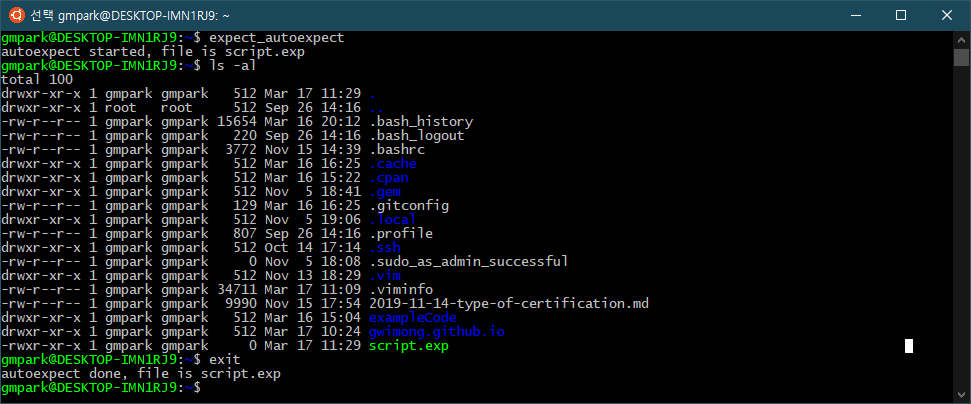 선택 gmpark@DESKTOP-IMN1RJ9: ~
gmpark@DESKTOP-IMN1RJ9:~$ expect_autoexpect
autoexpect started, file is script.exp
gmpark@DESKTOP-IMN1RJ9:~$ ls -al
total 100
drwxr-xr-x 1 gmpark gmpark   512 Mar 17 11:29 .
drwxr-xr-x 1 root   root     512 Sep 26 14:16 ..
-rw-r--r-- 1 gmpark gmpark 15654 Mar 16 20:12 .bash_history
-rw-r--r-- 1 gmpark gmpark   220 Sep 26 14:16 .bash_logout
-rw-r--r-- 1 gmpark gmpark  3772 Nov 15 14:39 .bashrc
drwxr-xr-x 1 gmpark gmpark   512 Mar 16 16:25 .cache
drwxr-xr-x 1 gmpark gmpark   512 Mar 16 15:22 .cpan
drwxr-xr-x 1 gmpark gmpark   512 Nov  5 18:41 .gem
-rw-r--r-- 1 gmpark gmpark   129 Mar 16 16:25 .gitconfig
drwxr-xr-x 1 gmpark gmpark   512 Nov  5 19:06 .local
-rw-r--r-- 1 gmpark gmpark   807 Sep 26 14:16 .profile
drwxr-xr-x 1 gmpark gmpark   512 Oct 14 17:14 .ssh
-rw-r--r-- 1 gmpark gmpark     0 Nov  5 18:08 .sudo_as_admin_successful
drwxr-xr-x 1 gmpark gmpark   512 Nov 13 18:29 .vim
-rw-r--r-- 1 gmpark gmpark 34711 Mar 17 11:09 .viminfo
-rw-r--r-- 1 gmpark gmpark  9990 Nov 15 17:54 2019-11-14-type-of-certification.md
drwxr-xr-x 1 gmpark gmpark   512 Mar 16 15:04 exampleCode
drwxr-xr-x 1 gmpark gmpark   512 Mar 17 10:24 gwimong.github.io
-rwxr-xr-x 1 gmpark gmpark     0 Mar 17 11:29 script.exp
gmpark@DESKTOP-IMN1RJ9:~$ exit
autoexpect done, file is script.exp
gmpark@DESKTOP-IMN1RJ9:~$